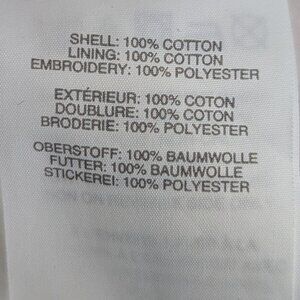 SHELL: 100% COTTON
LINING: 100% COTTON
EMBROIDERY: 100% POLYESTER
EXTÉRIEUR: 100% COTON
DOUBLURE: 100% COTON
BRODERIE: 100% POLYESTER
OBERSTOFF: 100% BAUMWOLLE
FUTTER: 100% BAUMWOLLE
STICKEREI: 100% POLYESTER